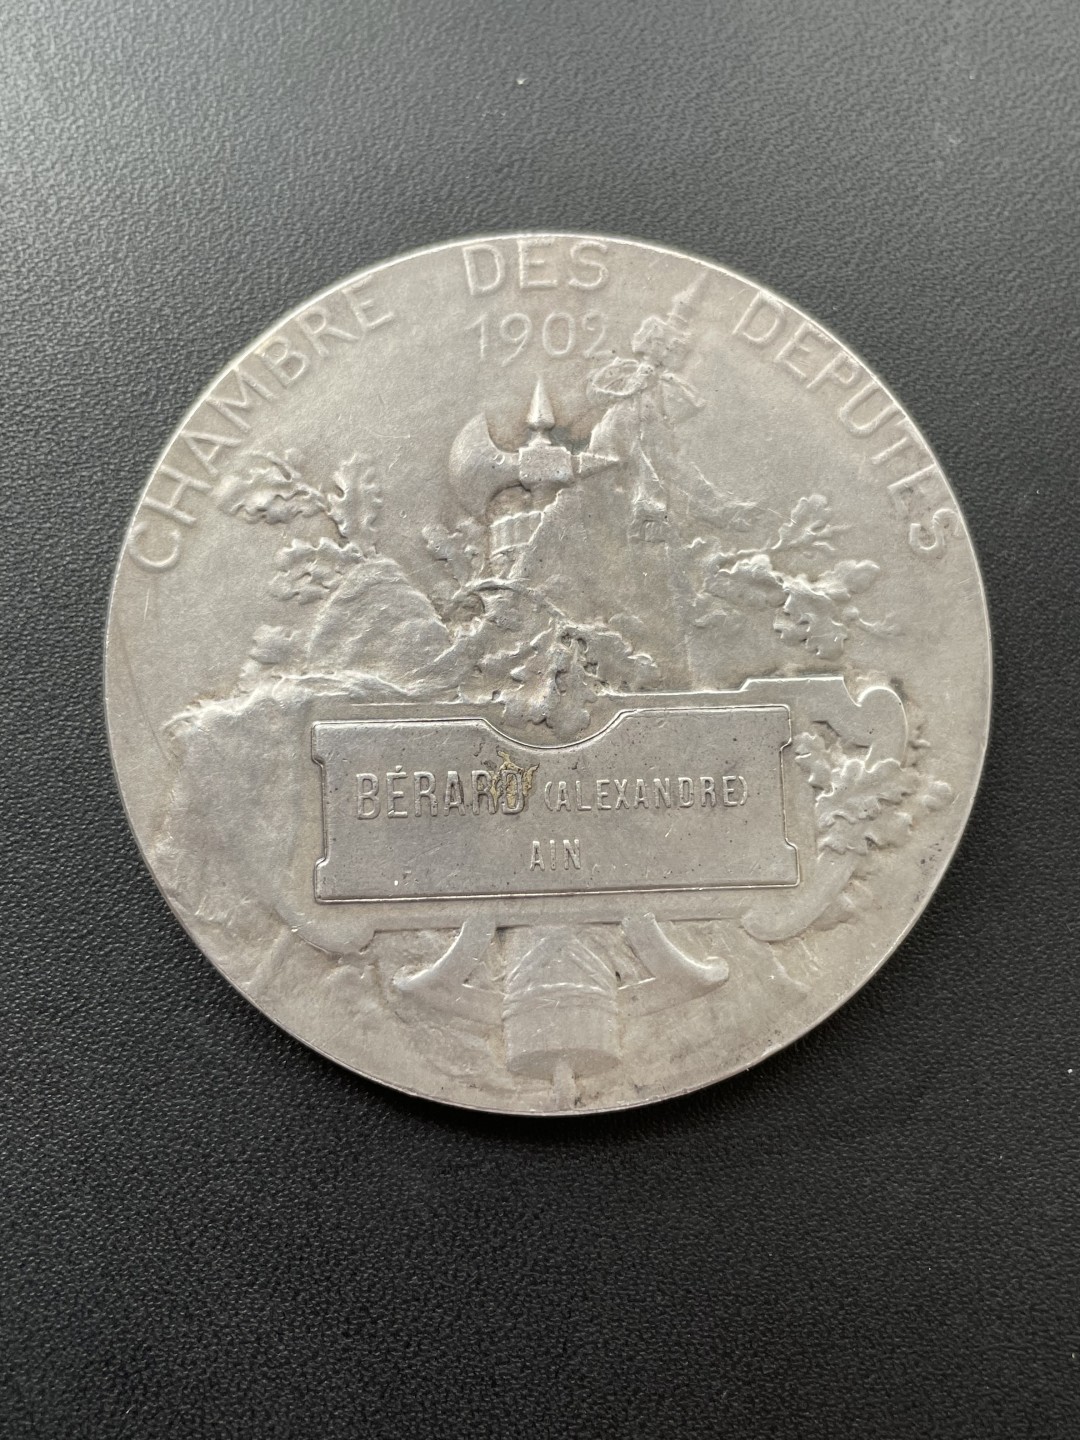 CHAMBRE DES DEPUTES
1902
BÉRARD (ALEXANDRE)
AIN